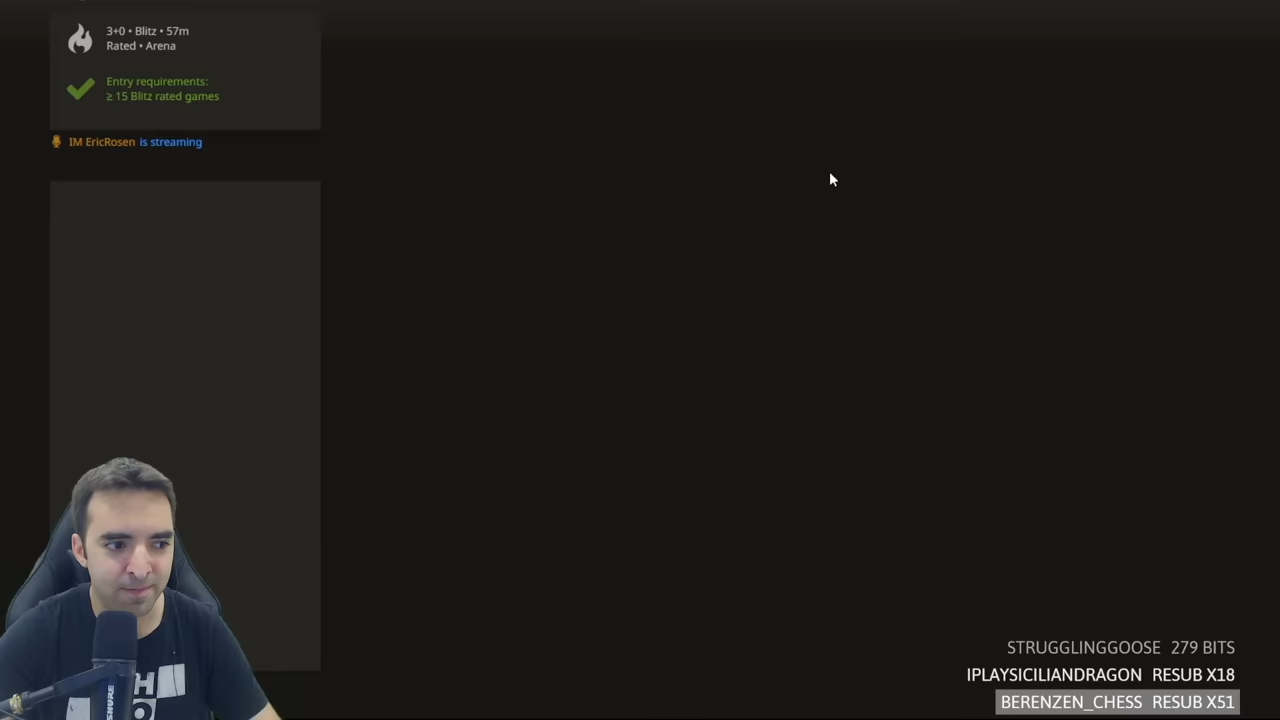 3+0 • Blitz • 57m
Rated • Arena
Entry requirements:
≥ 15 Blitz rated games
IM EricRosen is streaming
STRUGGLINGGOOSE 279 BITS
IPLAYSICILIANDRAGON RESUB X18
BERENZEN_CHESS RESUB X51
SHURE